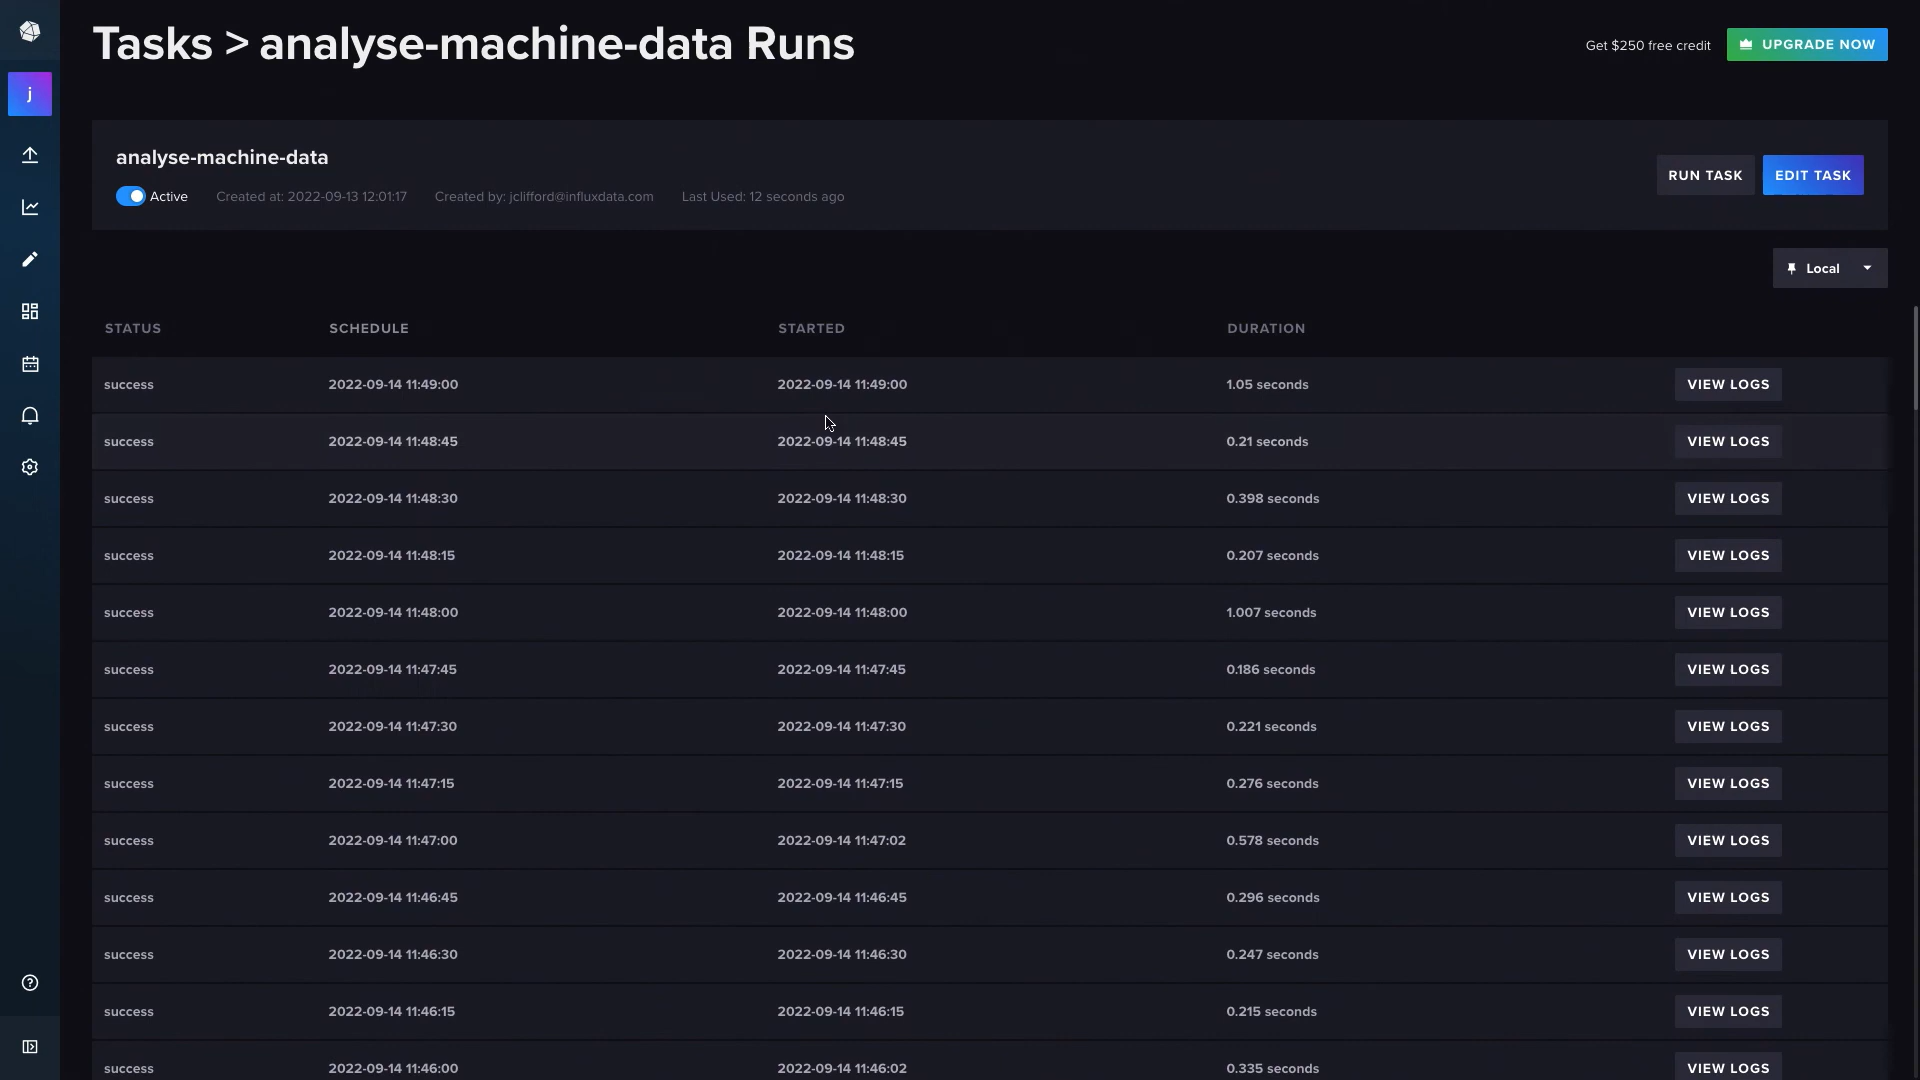 Tasks > analyse-machine-data Runs
Get $250 free credit
UPGRADE NOW
j
analyse-machine-data
Active Created at: 2022-09-13 12:01:17 Created by: jclifford@influxdata.com Last Used: 12 seconds ago
RUN TASK
EDIT TASK
Local
STATUS SCHEDULE STARTED DURATION
success 2022-09-14 11:49:00 2022-09-14 11:49:00 1.05 seconds VIEW LOGS
success 2022-09-14 11:48:45 2022-09-14 11:48:45 0.21 seconds VIEW LOGS
success 2022-09-14 11:48:30 2022-09-14 11:48:30 0.398 seconds VIEW LOGS
success 2022-09-14 11:48:15 2022-09-14 11:48:15 0.207 seconds VIEW LOGS
success 2022-09-14 11:48:00 2022-09-14 11:48:00 1.007 seconds VIEW LOGS
success 2022-09-14 11:47:45 2022-09-14 11:47:45 0.186 seconds VIEW LOGS
success 2022-09-14 11:47:30 2022-09-14 11:47:30 0.221 seconds VIEW LOGS
success 2022-09-14 11:47:15 2022-09-14 11:47:15 0.276 seconds VIEW LOGS
success 2022-09-14 11:47:00 2022-09-14 11:47:02 0.578 seconds VIEW LOGS
success 2022-09-14 11:46:45 2022-09-14 11:46:45 0.296 seconds VIEW LOGS
success 2022-09-14 11:46:30 2022-09-14 11:46:30 0.247 seconds VIEW LOGS
success 2022-09-14 11:46:15 2022-09-14 11:46:15 0.215 seconds VIEW LOGS
success 2022-09-14 11:46:00 2022-09-14 11:46:02 0.335 seconds VIEW LOGS